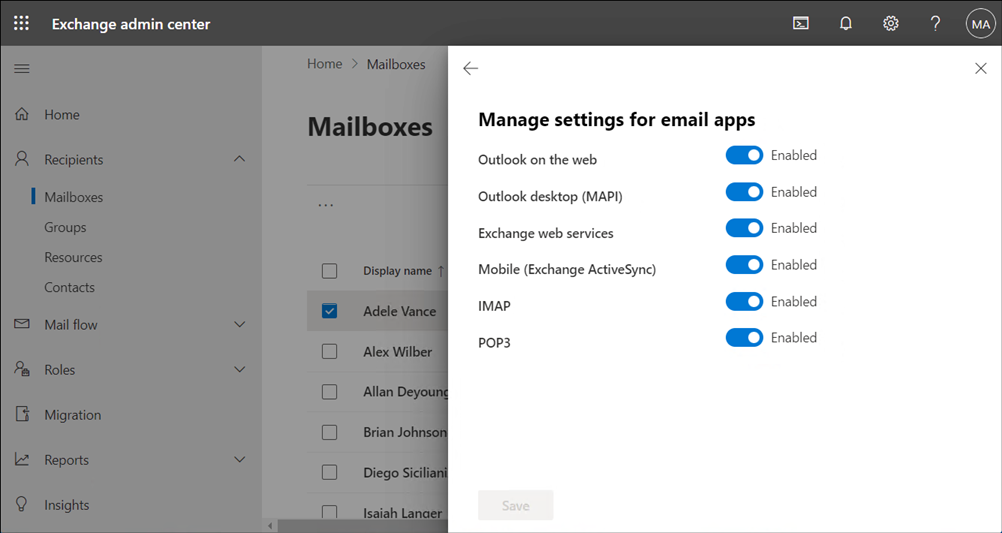 Exchange admin center
MA
Home
Recipients
Mailboxes
Groups
Resources
Contacts
Mail flow
Roles
Migration
Reports
Insights
Home > Mailboxes
Mailboxes
...
Display name ↑
Adele Vance
Alex Wilber
Allan Deyoung
Brian Johnson
Diego Siciliani
Isaiah Langer
Manage settings for email apps
Outlook on the web Enabled
Outlook desktop (MAPI) Enabled
Exchange web services Enabled
Mobile (Exchange ActiveSync) Enabled
IMAP Enabled
POP3 Enabled
Save